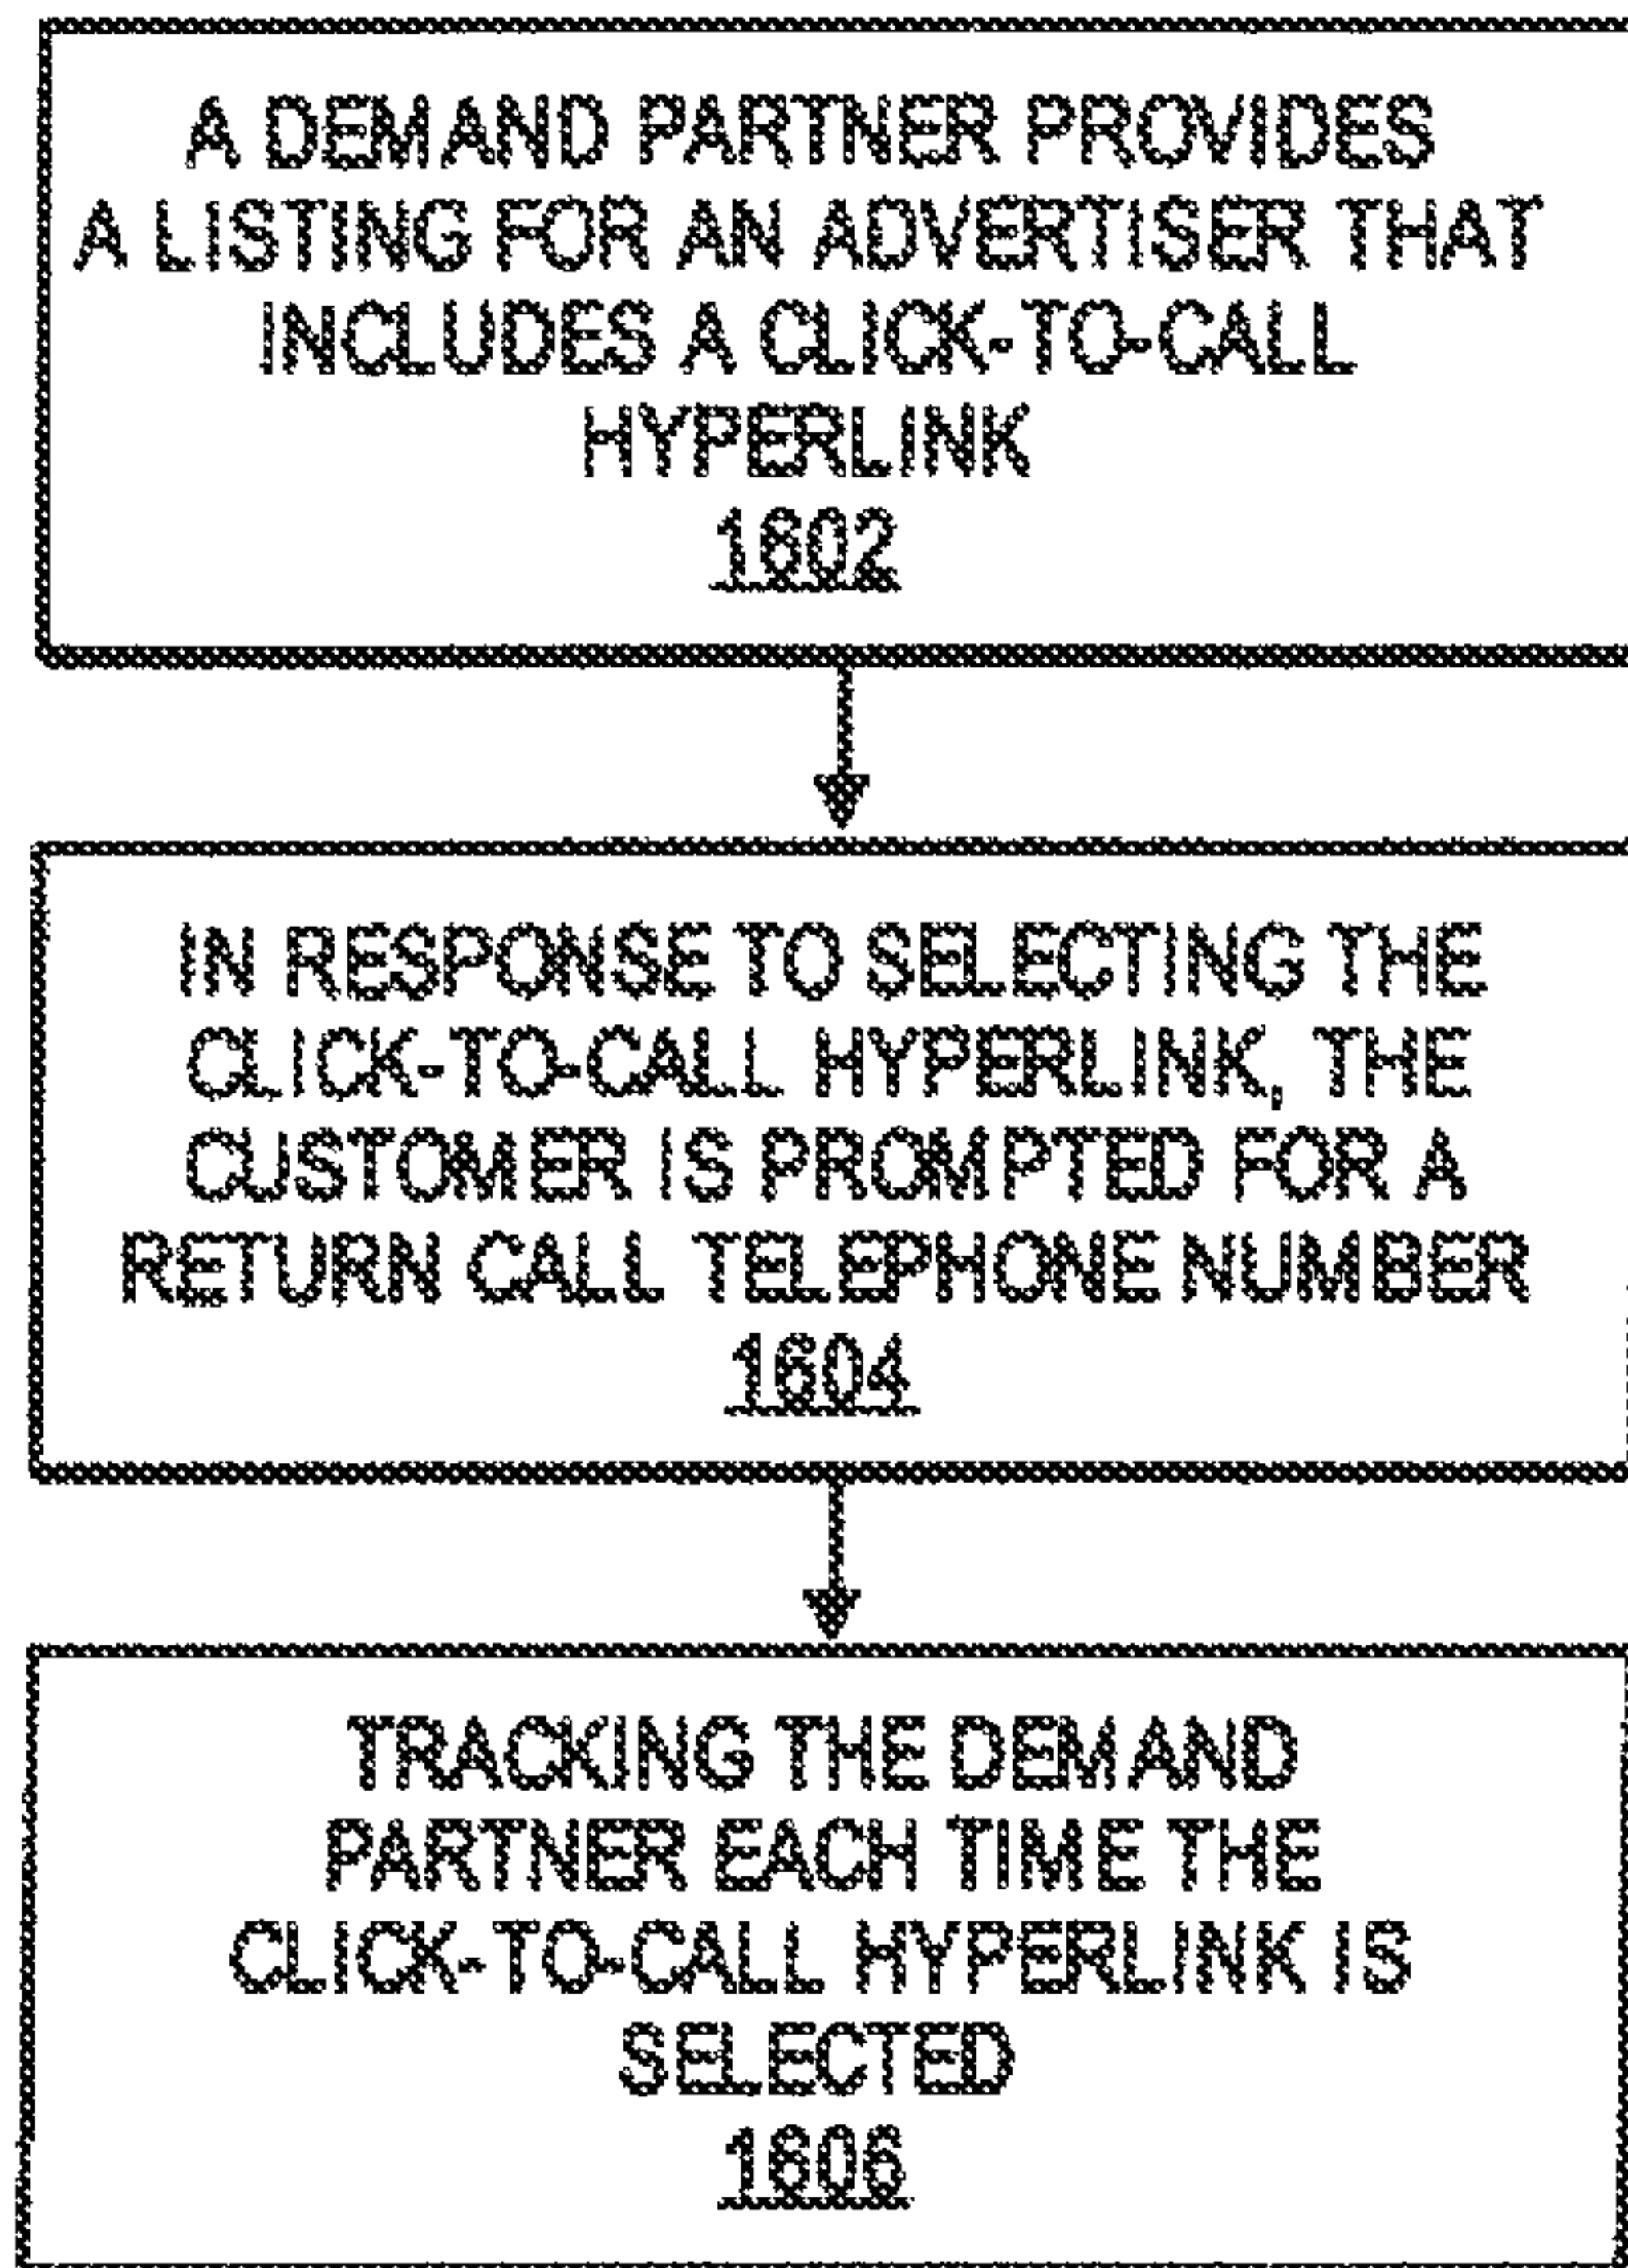 A DEMAND PARTNER PROVIDES
A LISTING FOR AN ADVERTISER THAT
INCLUDES A CLICK-TO-CALL
HYPERLINK
1602
IN RESPONSE TO SELECTING THE
CLICK-TO-CALL HYPERLINK, THE
CUSTOMER IS PROMPTED FOR A
RETURN CALL TELEPHONE NUMBER
1604
TRACKING THE DEMAND
PARTNER EACH TIME THE
CLICK-TO-CALL HYPERLINK IS
SELECTED
1606